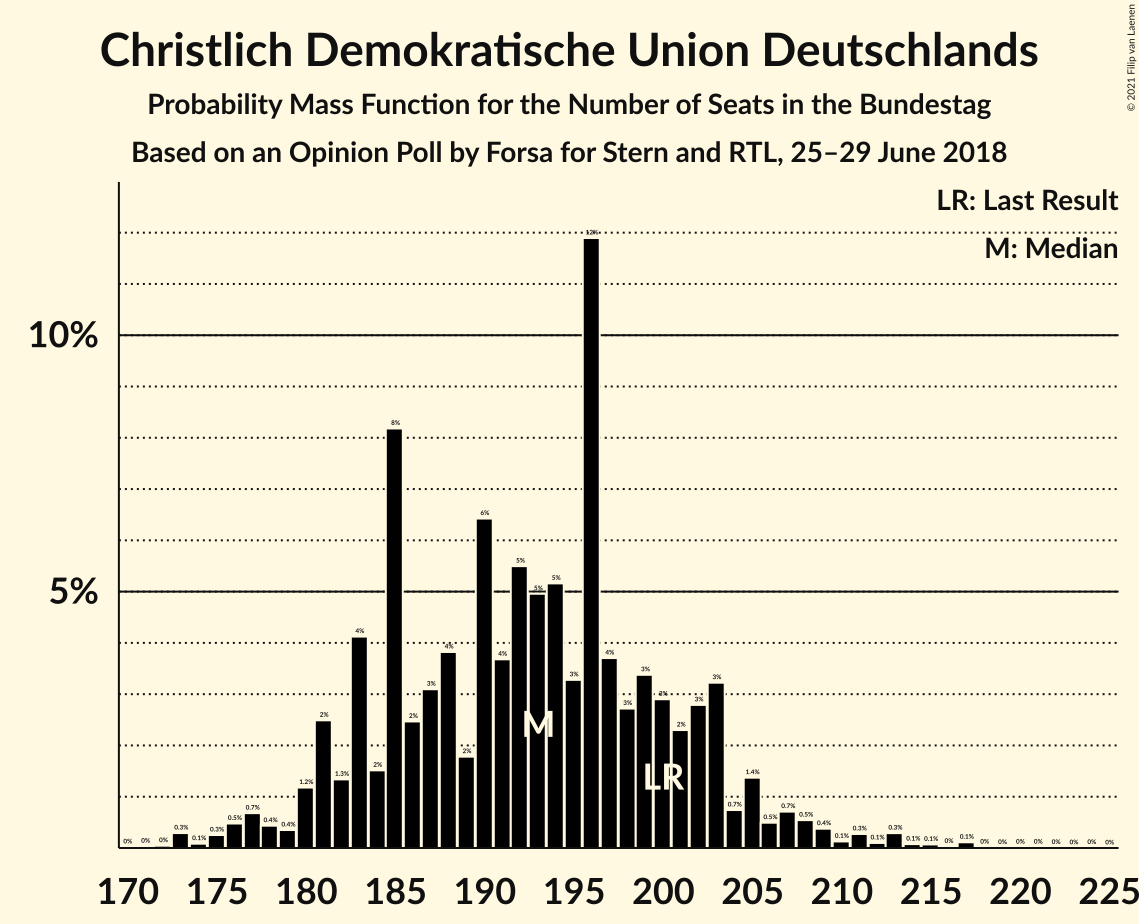 Christlich Demokratische Union Deutschlands
Probability Mass Function for the Number of Seats in the Bundestag
Based on an Opinion Poll by Forsa for Stern and RTL, 25–29 June 2018
© 2021 Filip van Laenen
LR: Last Result
M: Median
10%
5%
0% 0% 0% 0.3% 0.1% 0.3% 0.5% 0.7% 0.4% 0.4% 1.2% 2% 1.3% 4% 2% 8% 2% 3% 4% 2% 6% 4% 5% 5% 5% 3% 12% 4% 3% 3% 3% 2% 3% 3% 0.7% 1.4% 0.5% 0.7% 0.5% 0.4% 0.1% 0.3% 0.1% 0.3% 0.1% 0.1% 0% 0.1% 0% 0% 0% 0% 0% 0% 0% 0%
M
LR
170 175 180 185 190 195 200 205 210 215 220 225